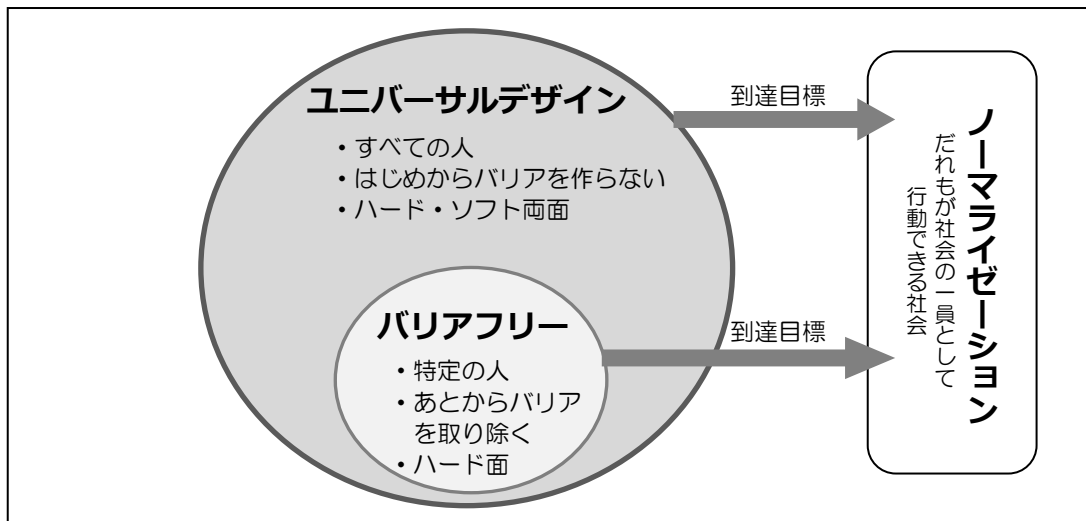 ユニバーサルデザイン
・すべての人
・はじめからバリアを作らない
・ハード・ソフト両面
到達目標
バリアフリー
・特定の人
・あとからバリア
を取り除く
・ハード面
到達目標
ノーマライゼーション
だれもが社会の一員として
行動できる社会